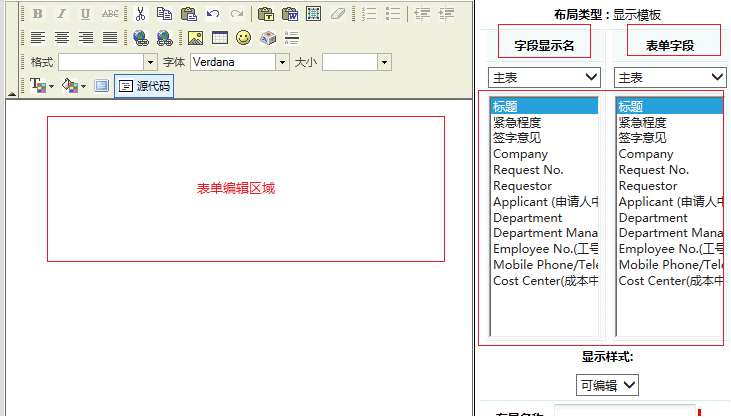 B I U ABC
格式 字体 Verdana 大小
源代码
表单编辑区域
布局类型：显示模板
字段显示名 表单字段
主表 主表
标题 标题
紧急程度 紧急程度
签字意见 签字意见
Company Company
Request No. Request No.
Requestor Requestor
Applicant (申请人中 Applicant (申请人中
Department Department
Department Mana Department Mana
Employee No.(工号 Employee No.(工号
Mobile Phone/Tele Mobile Phone/Tele
Cost Center(成本中 Cost Center(成本中
显示样式:
可编辑